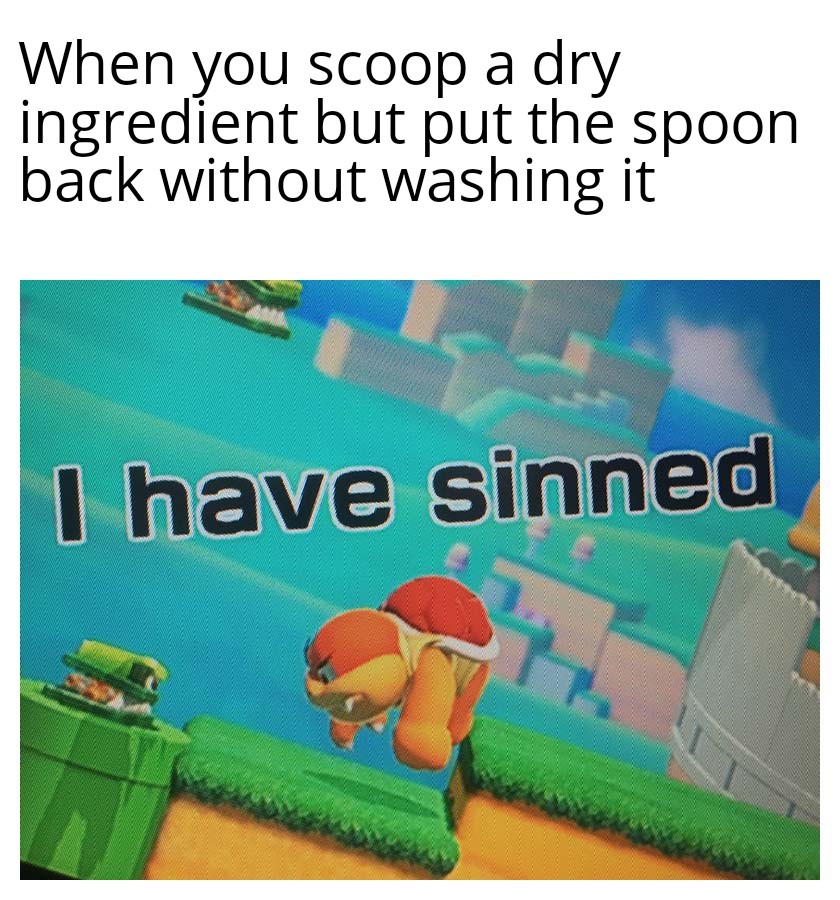 When you scoop a dry
ingredient but put the spoon
back without washing it
I have sinned